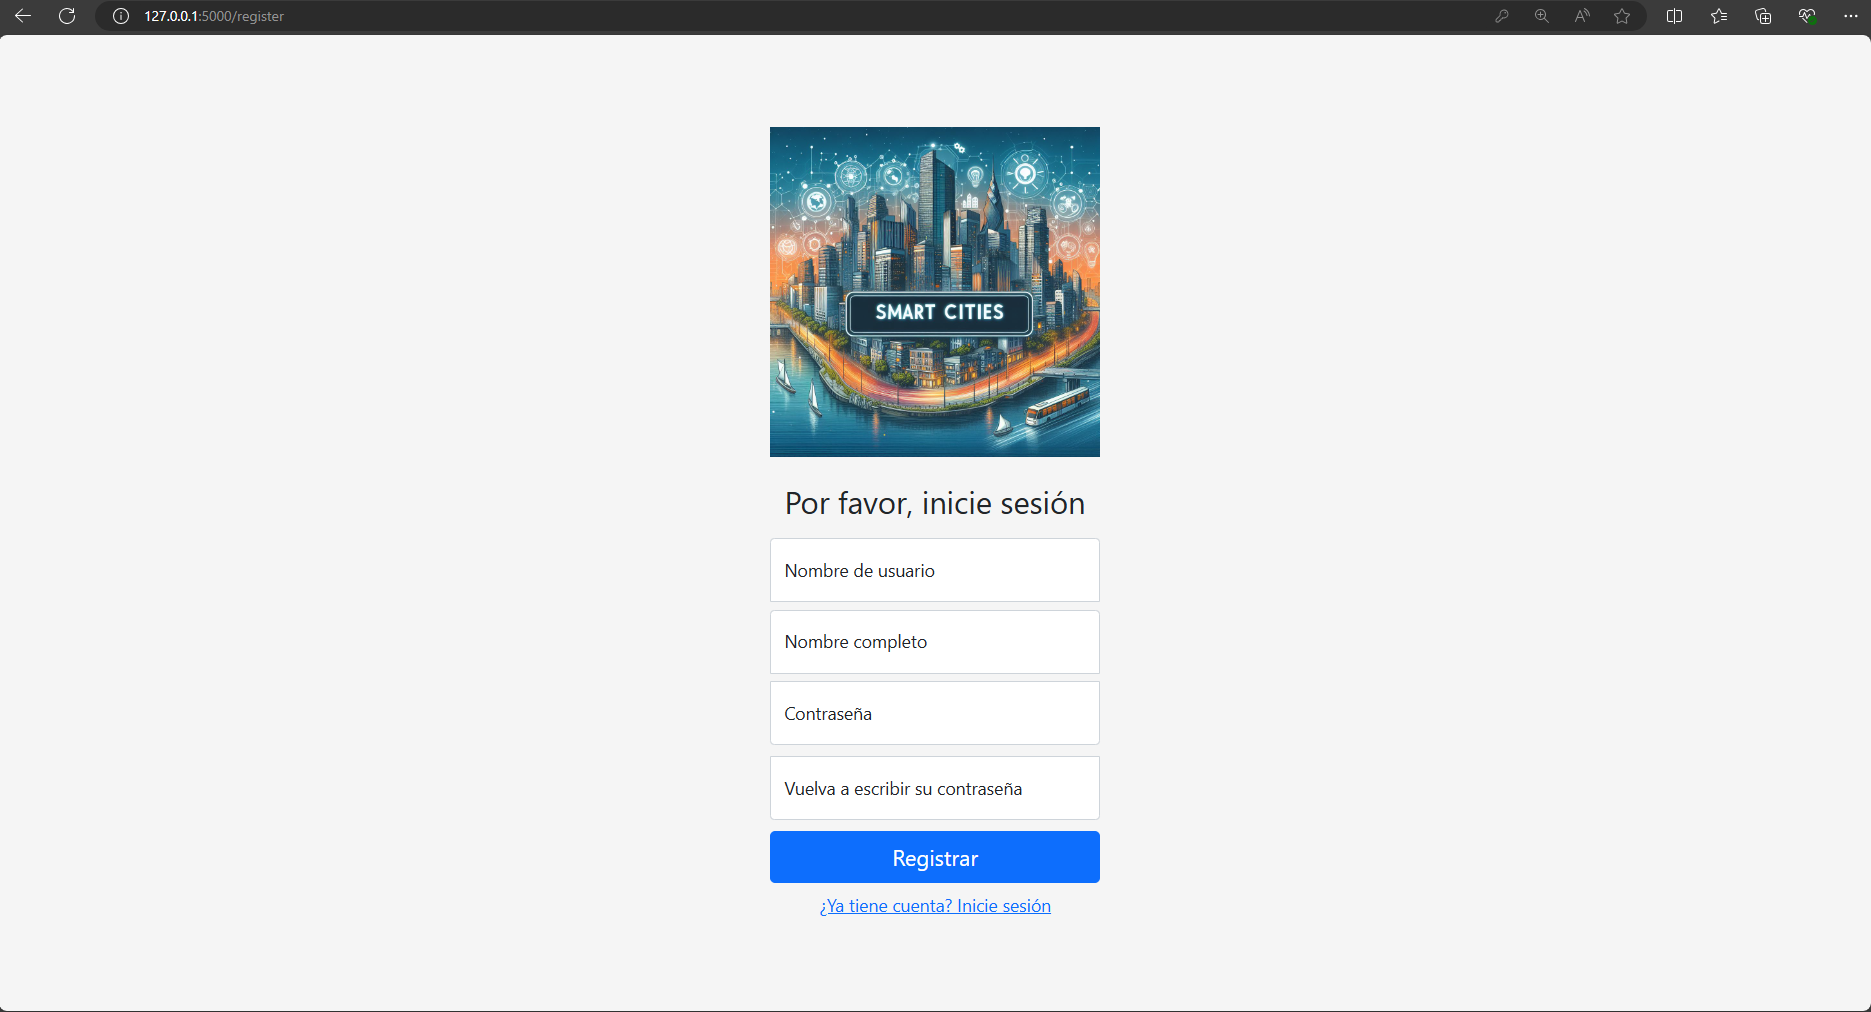 127.0.0.1:5000/register
SMART CITIES
Por favor, inicie sesión
Nombre de usuario
Nombre completo
Contraseña
Vuelva a escribir su contraseña
Registrar
¿Ya tiene cuenta? Inicie sesión